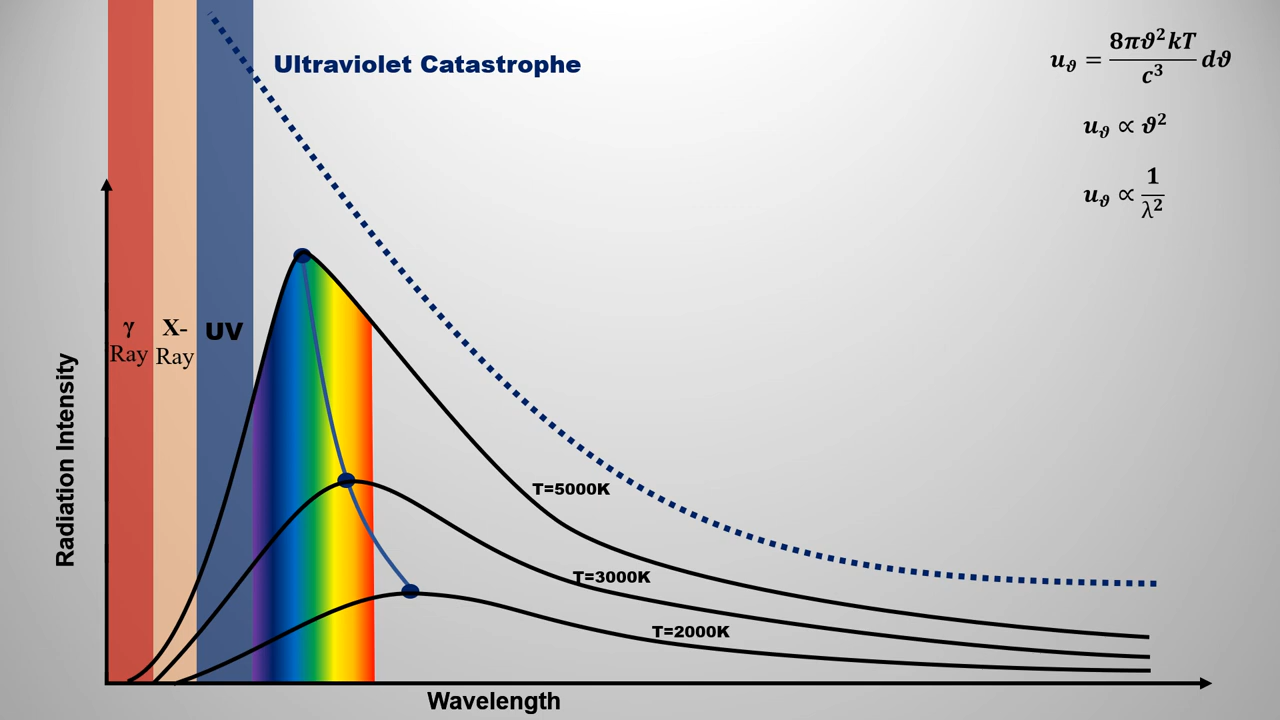 Ultraviolet Catastrophe
u_ϑ = 8πϑ²kT / c³ dϑ
u_ϑ ∝ ϑ²
u_ϑ ∝ 1 / λ²
γ Ray
X-Ray
UV
Radiation Intensity
T=5000K
T=3000K
T=2000K
Wavelength